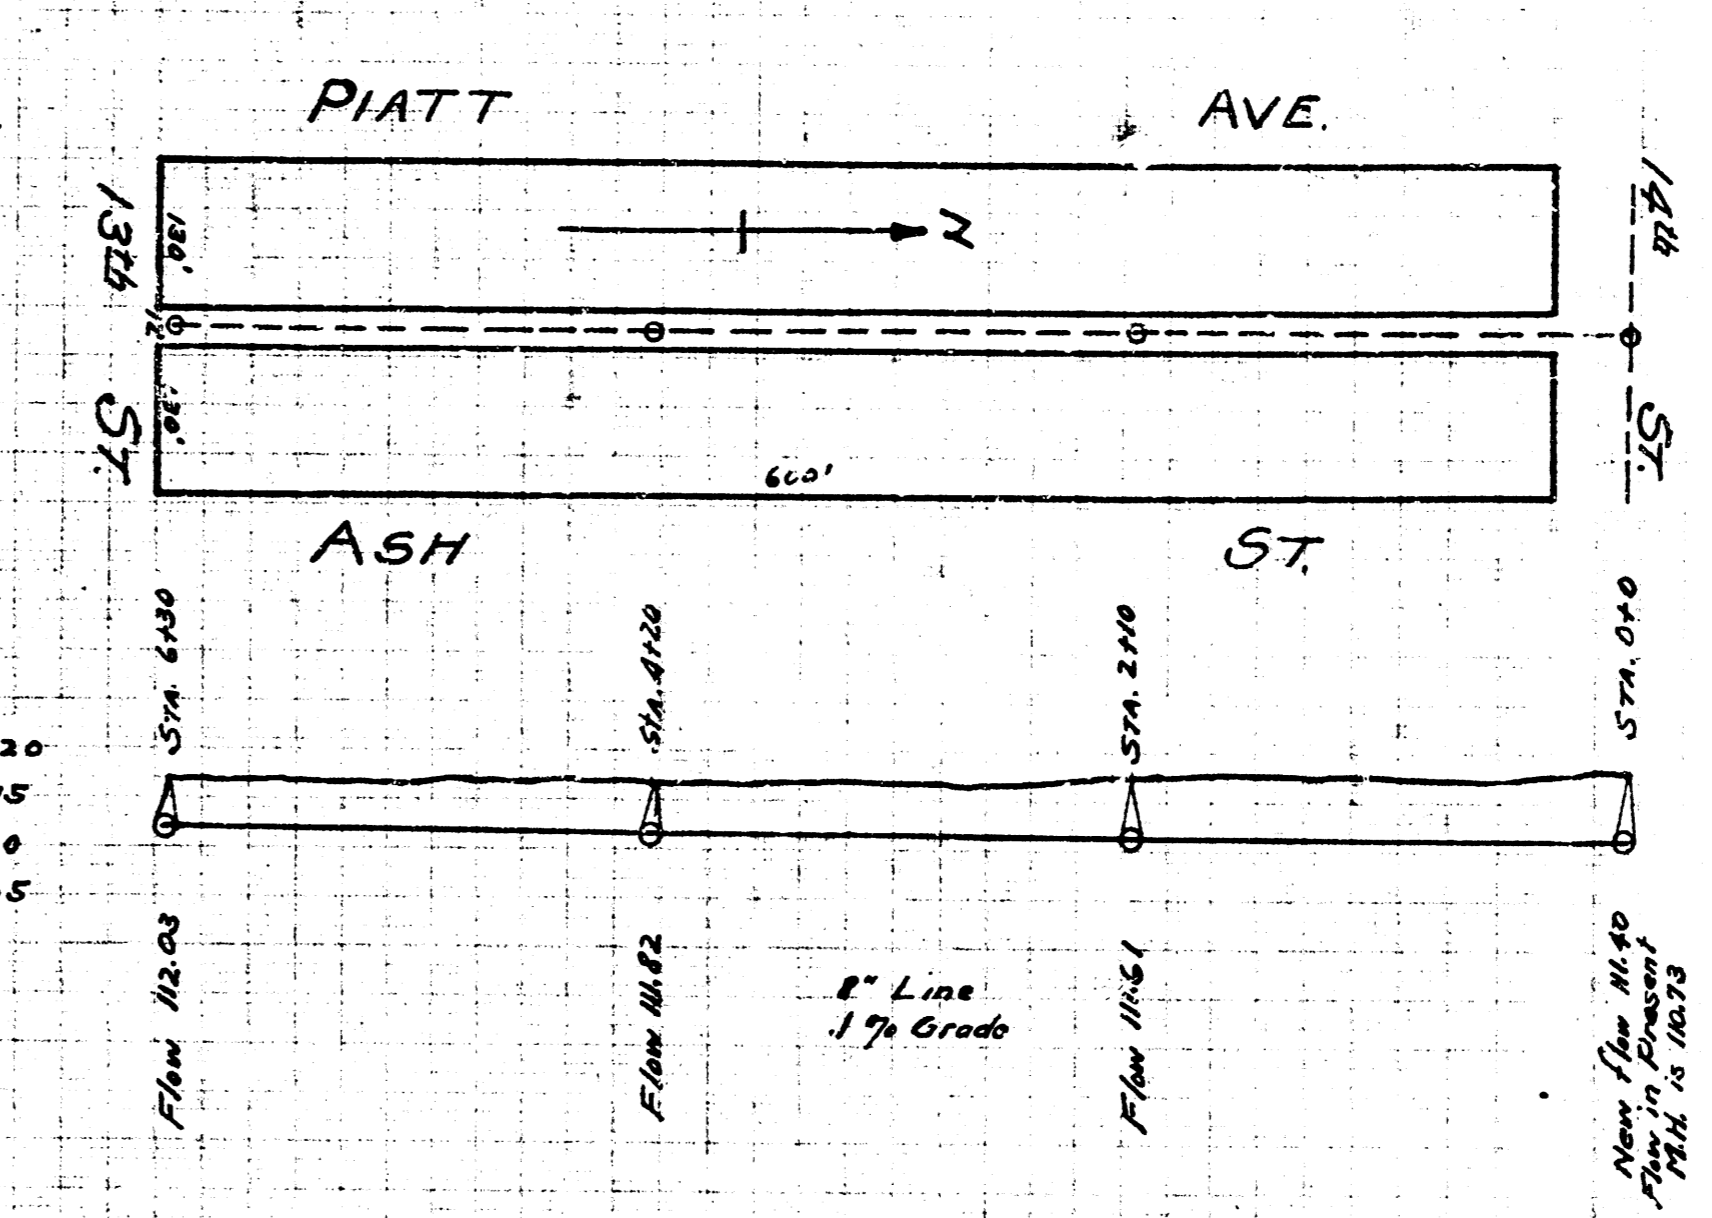 PIATT AVE.
13th ST.
14th ST.
130'
12'
130'
N
600'
ASH ST.
STA. 6+30
STA. 4+20
STA. 2+10
STA. 0+0
20
15
0
5
Flow 112.03
Flow 111.82
8" Line
.1 % Grade
Flow 111.61
New flow 111.40
Flow in Present
M.H. is 110.73